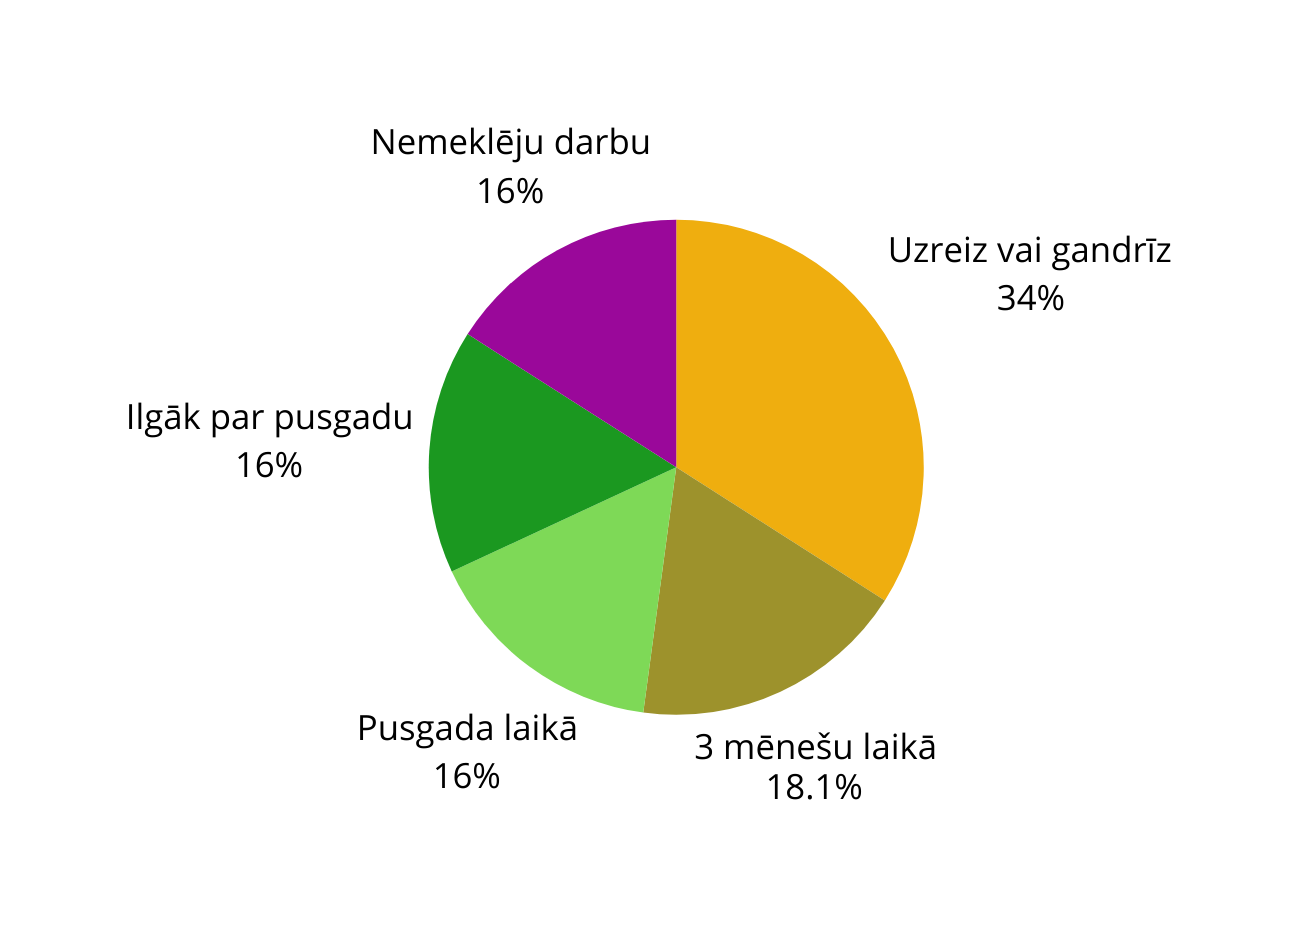 Nemeklēju darbu
16%
Uzreiz vai gandrīz
34%
Ilgāk par pusgadu
16%
Pusgada laikā
16%
3 mēnešu laikā
18.1%